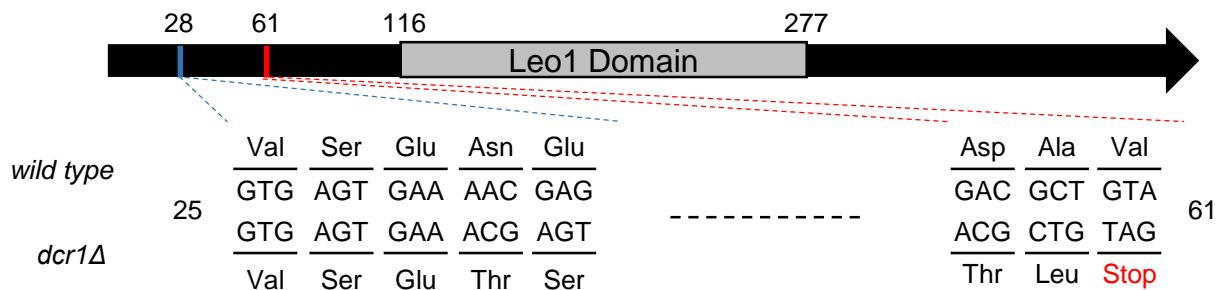 28 61 116 277
Leo1 Domain
Val Ser Glu Asn Glu Asp Ala Val
wild type
GTG AGT GAA AAC GAG GAC GCT GTA
25 61
GTG AGT GAA ACG AGT ACG CTG TAG
dcr1Δ
Val Ser Glu Thr Ser Thr Leu Stop